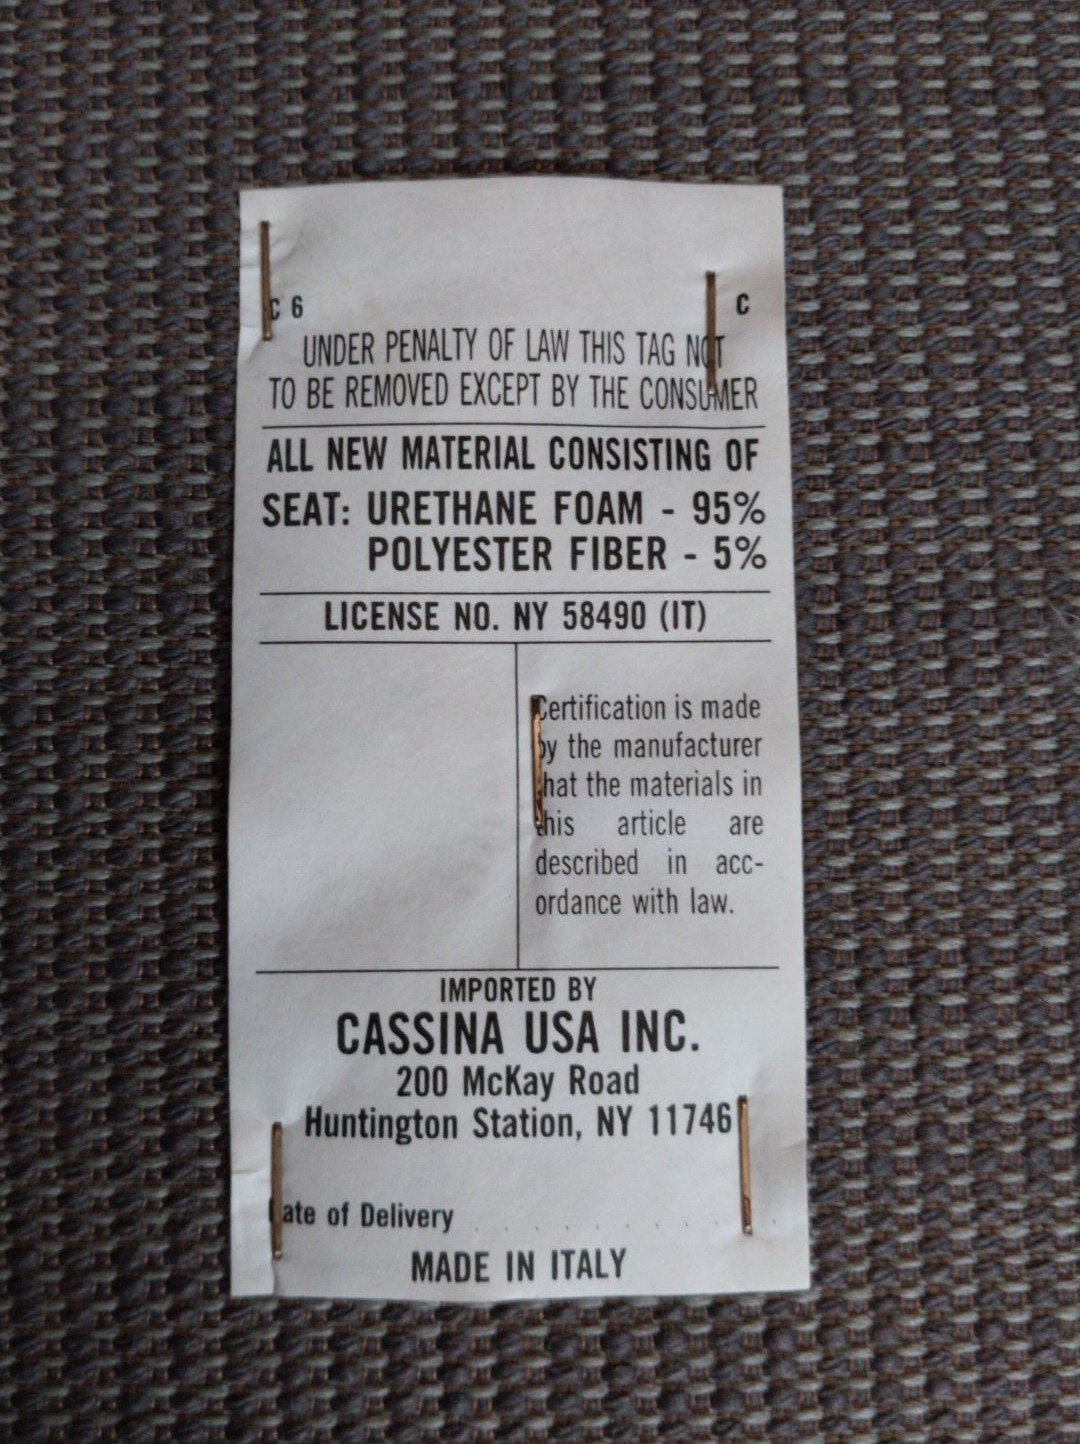 C 6 C
UNDER PENALTY OF LAW THIS TAG NOT
TO BE REMOVED EXCEPT BY THE CONSUMER
ALL NEW MATERIAL CONSISTING OF
SEAT: URETHANE FOAM - 95%
POLYESTER FIBER - 5%
LICENSE NO. NY 58490 (IT)
Certification is made
by the manufacturer
that the materials in
this article are
described in acc-
ordance with law.
IMPORTED BY
CASSINA USA INC.
200 McKay Road
Huntington Station, NY 11746
Date of Delivery . . . . . . . . . . .
MADE IN ITALY